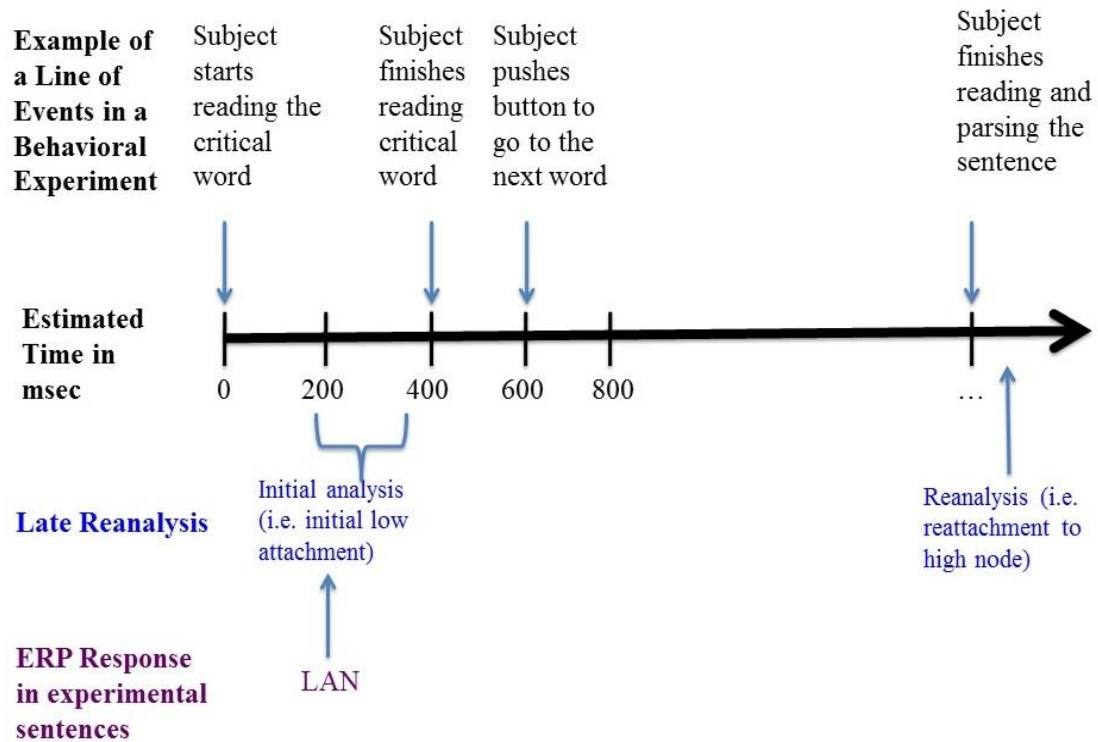 Example of
a Line of
Events in a
Behavioral
Experiment
Subject
starts
reading the
critical
word
Subject
finishes
reading
critical
word
Subject
pushes
button to
go to the
next word
Subject
finishes
reading and
parsing the
sentence
Estimated
Time in
msec
0
200
400
600
800
…
Late Reanalysis
Initial analysis
(i.e. initial low
attachment)
Reanalysis (i.e.
reattachment to
high node)
ERP Response
in experimental
sentences
LAN